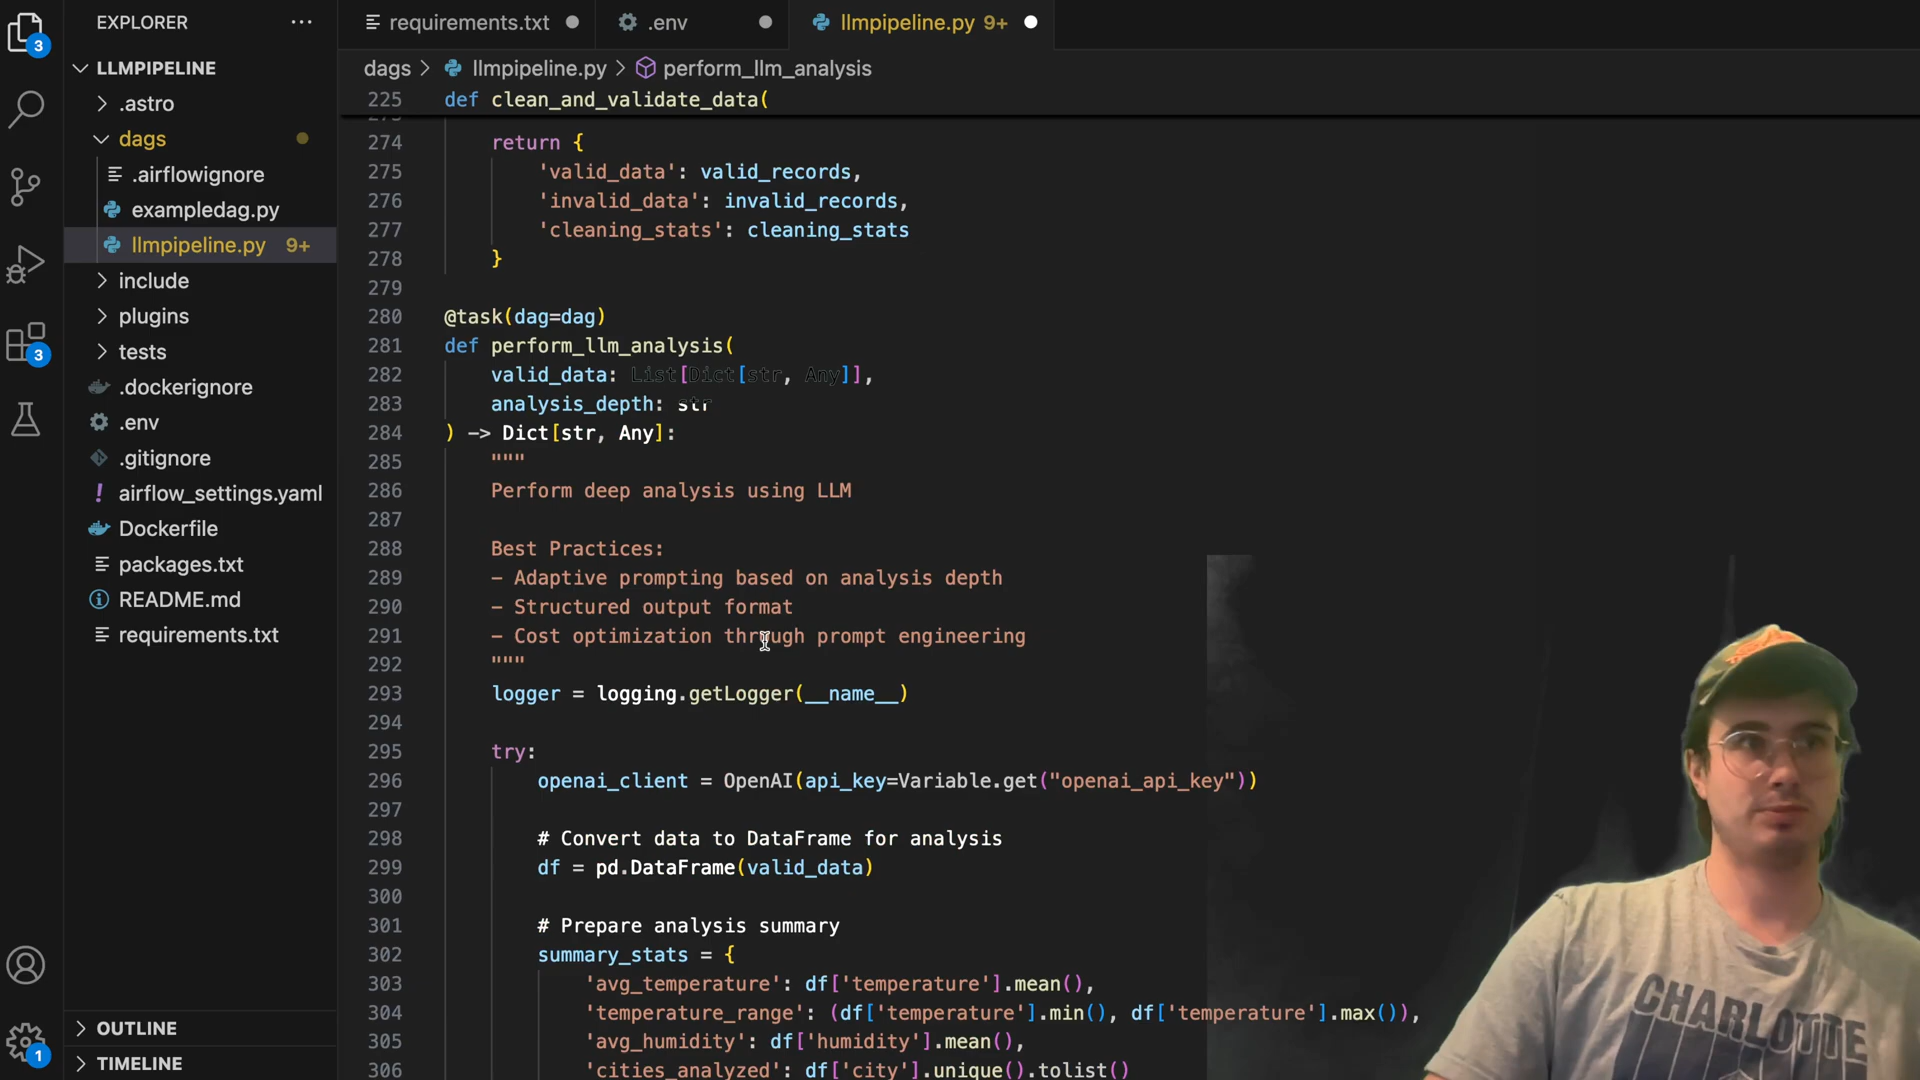 EXPLORER
requirements.txt
.env
llmpipeline.py 9+
3
LLMPIPELINE
dags > llmpipeline.py > perform_llm_analysis
.astro
225 def clean_and_validate_data(
dags
274 return {
.airflowignore
275 'valid_data': valid_records,
exampledag.py
276 'invalid_data': invalid_records,
llmpipeline.py 9+
277 'cleaning_stats': cleaning_stats
278 }
include
279
plugins
280 @task(dag=dag)
tests
281 def perform_llm_analysis(
3
282 valid_data: List[Dict[str, Any]],
.dockerignore
283 analysis_depth: str
.env
284 ) -> Dict[str, Any]:
.gitignore
285 """
airflow_settings.yaml
286 Perform deep analysis using LLM
287
Dockerfile
288 Best Practices:
packages.txt
289 - Adaptive prompting based on analysis depth
README.md
290 - Structured output format
requirements.txt
291 - Cost optimization through prompt engineering
292 """
293 logger = logging.getLogger(__name__)
294
295 try:
296 openai_client = OpenAI(api_key=Variable.get("openai_api_key"))
297
298 # Convert data to DataFrame for analysis
299 df = pd.DataFrame(valid_data)
300
301 # Prepare analysis summary
302 summary_stats = {
303 'avg_temperature': df['temperature'].mean(),
304 'temperature_range': (df['temperature'].min(), df['temperature'].max()),
305 'avg_humidity': df['humidity'].mean(),
306 'cities_analyzed': df['city'].unique().tolist()
OUTLINE
TIMELINE
1
CHARLOTTE